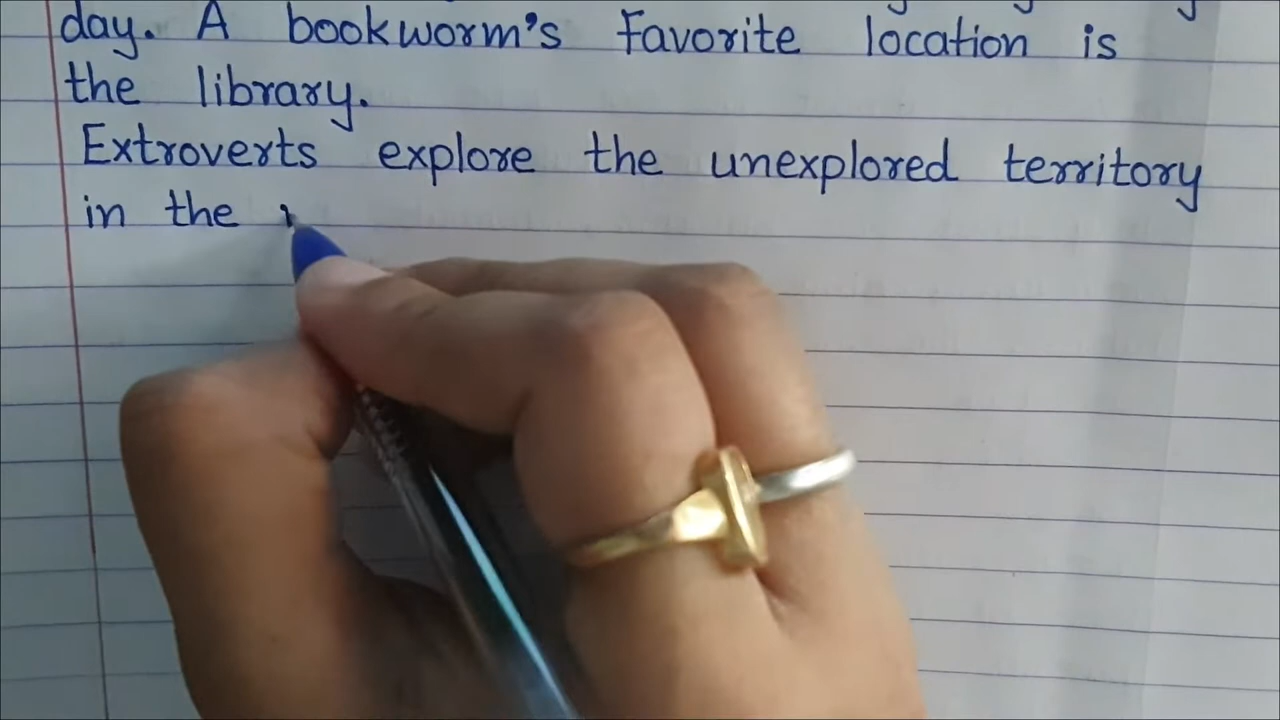 day. A bookworm's favorite location is
the library.
Extroverts explore the unexplored territory
in the